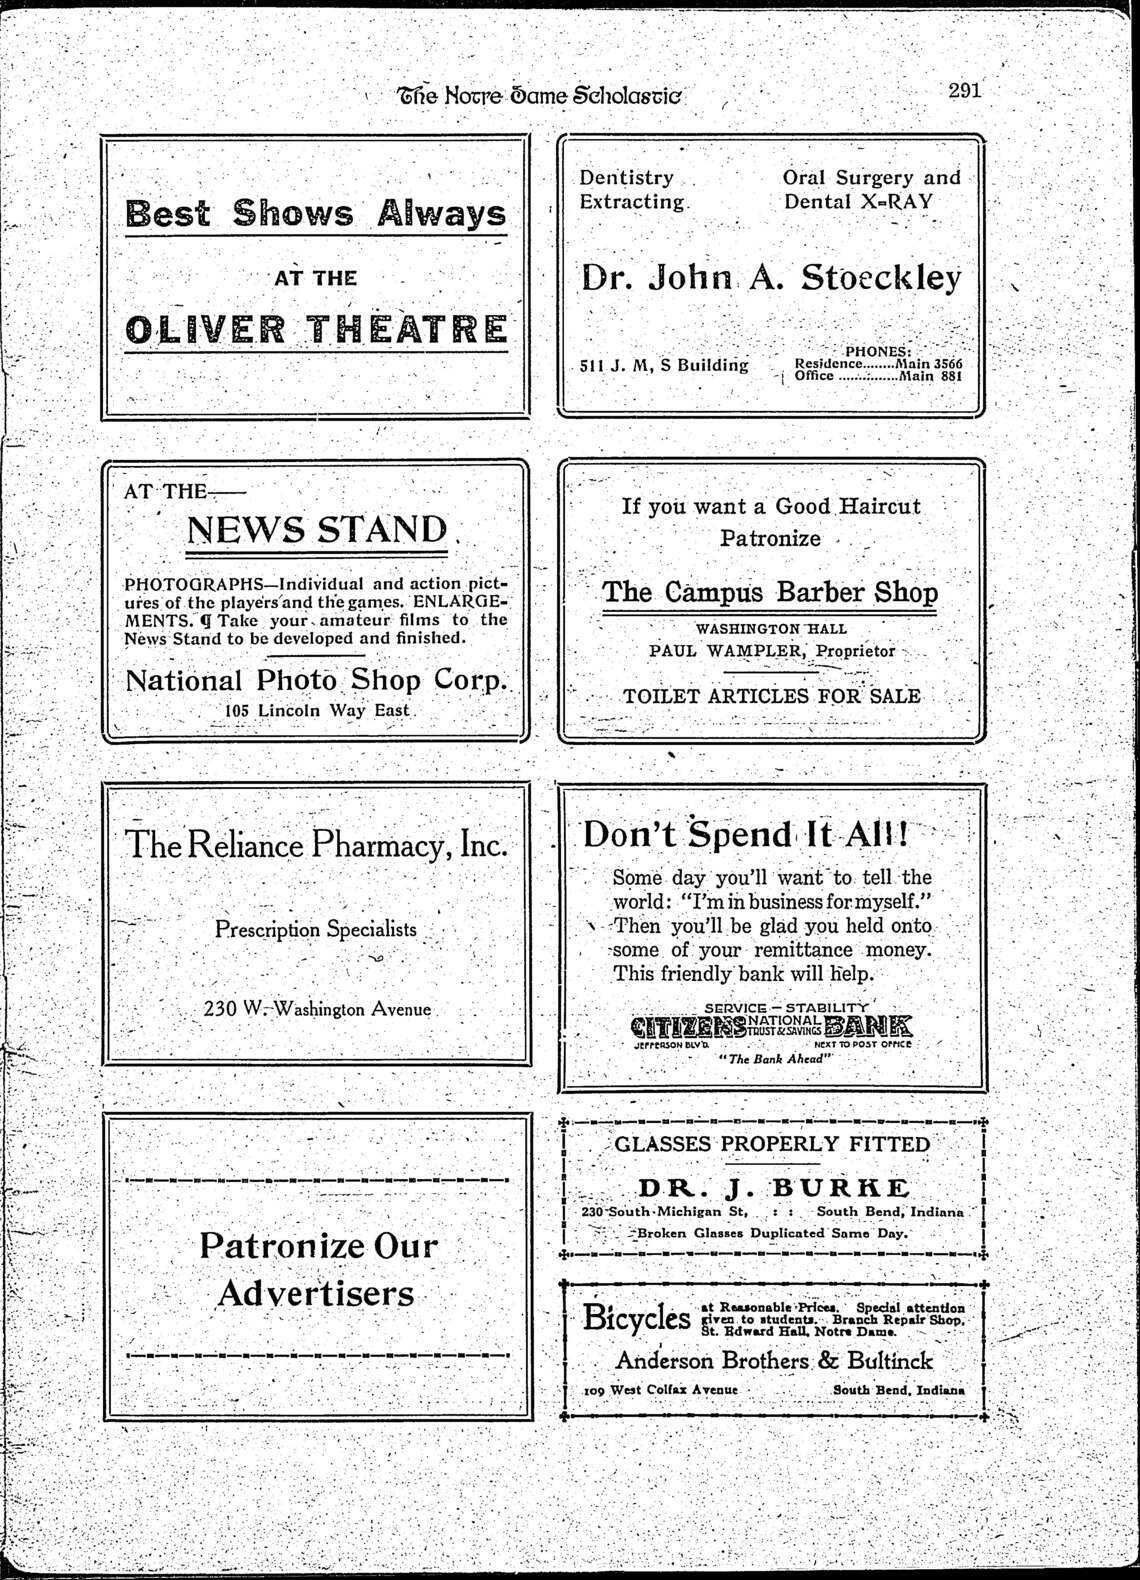 The Notre Dame Scholastic
291
Best Shows Always
AT THE
OLIVER THEATRE
Dentistry
Extracting
Oral Surgery and
Dental X=RAY
Dr. John A. Stoeckley
511 J. M, S Building
PHONES:
Residence........Main 3566
Office ..............Main 881
AT THE—
NEWS STAND
PHOTOGRAPHS—Individual and action pict-
ures of the players and the games. ENLARGE-
MENTS. ¶ Take your amateur films to the
News Stand to be developed and finished.
National Photo Shop Corp.
105 Lincoln Way East
If you want a Good Haircut
Patronize
The Campus Barber Shop
WASHINGTON HALL
PAUL WAMPLER, Proprietor
TOILET ARTICLES FOR SALE
The Reliance Pharmacy, Inc.
Prescription Specialists
230 W. Washington Avenue
Don't Spend It All!
Some day you'll want to tell the
world: "I'm in business for myself."
Then you'll be glad you held onto
some of your remittance money.
This friendly bank will help.
SERVICE – STABILITY
CITIZENS NATIONAL TRUST & SAVINGS BANK
JEFFERSON BLV'D. NEXT TO POST OFFICE
"The Bank Ahead"
Patronize Our
Advertisers
GLASSES PROPERLY FITTED
DR. J. BURKE
230 South Michigan St, : : South Bend, Indiana
Broken Glasses Duplicated Same Day.
Bicycles at Reasonable Prices. Special attention
given to students. Branch Repair Shop,
St. Edward Hall, Notre Dame.
Anderson Brothers & Bultinck
109 West Colfax Avenue South Bend, Indiana